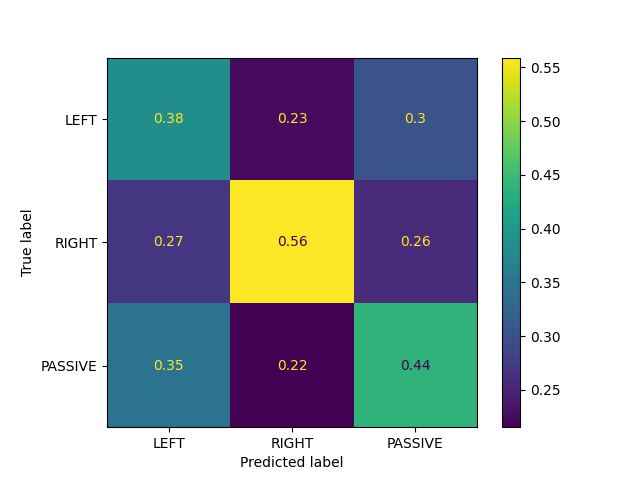 LEFT 0.38 0.23 0.3
RIGHT 0.27 0.56 0.26
PASSIVE 0.35 0.22 0.44
LEFT RIGHT PASSIVE
Predicted label
True label
0.55
0.50
0.45
0.40
0.35
0.30
0.25